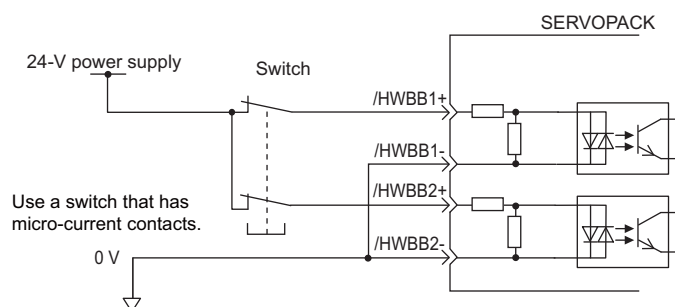 SERVOPACK
24-V power supply
Switch
/HWBB1+
/HWBB1-
Use a switch that has
micro-current contacts.
/HWBB2+
0 V
/HWBB2-